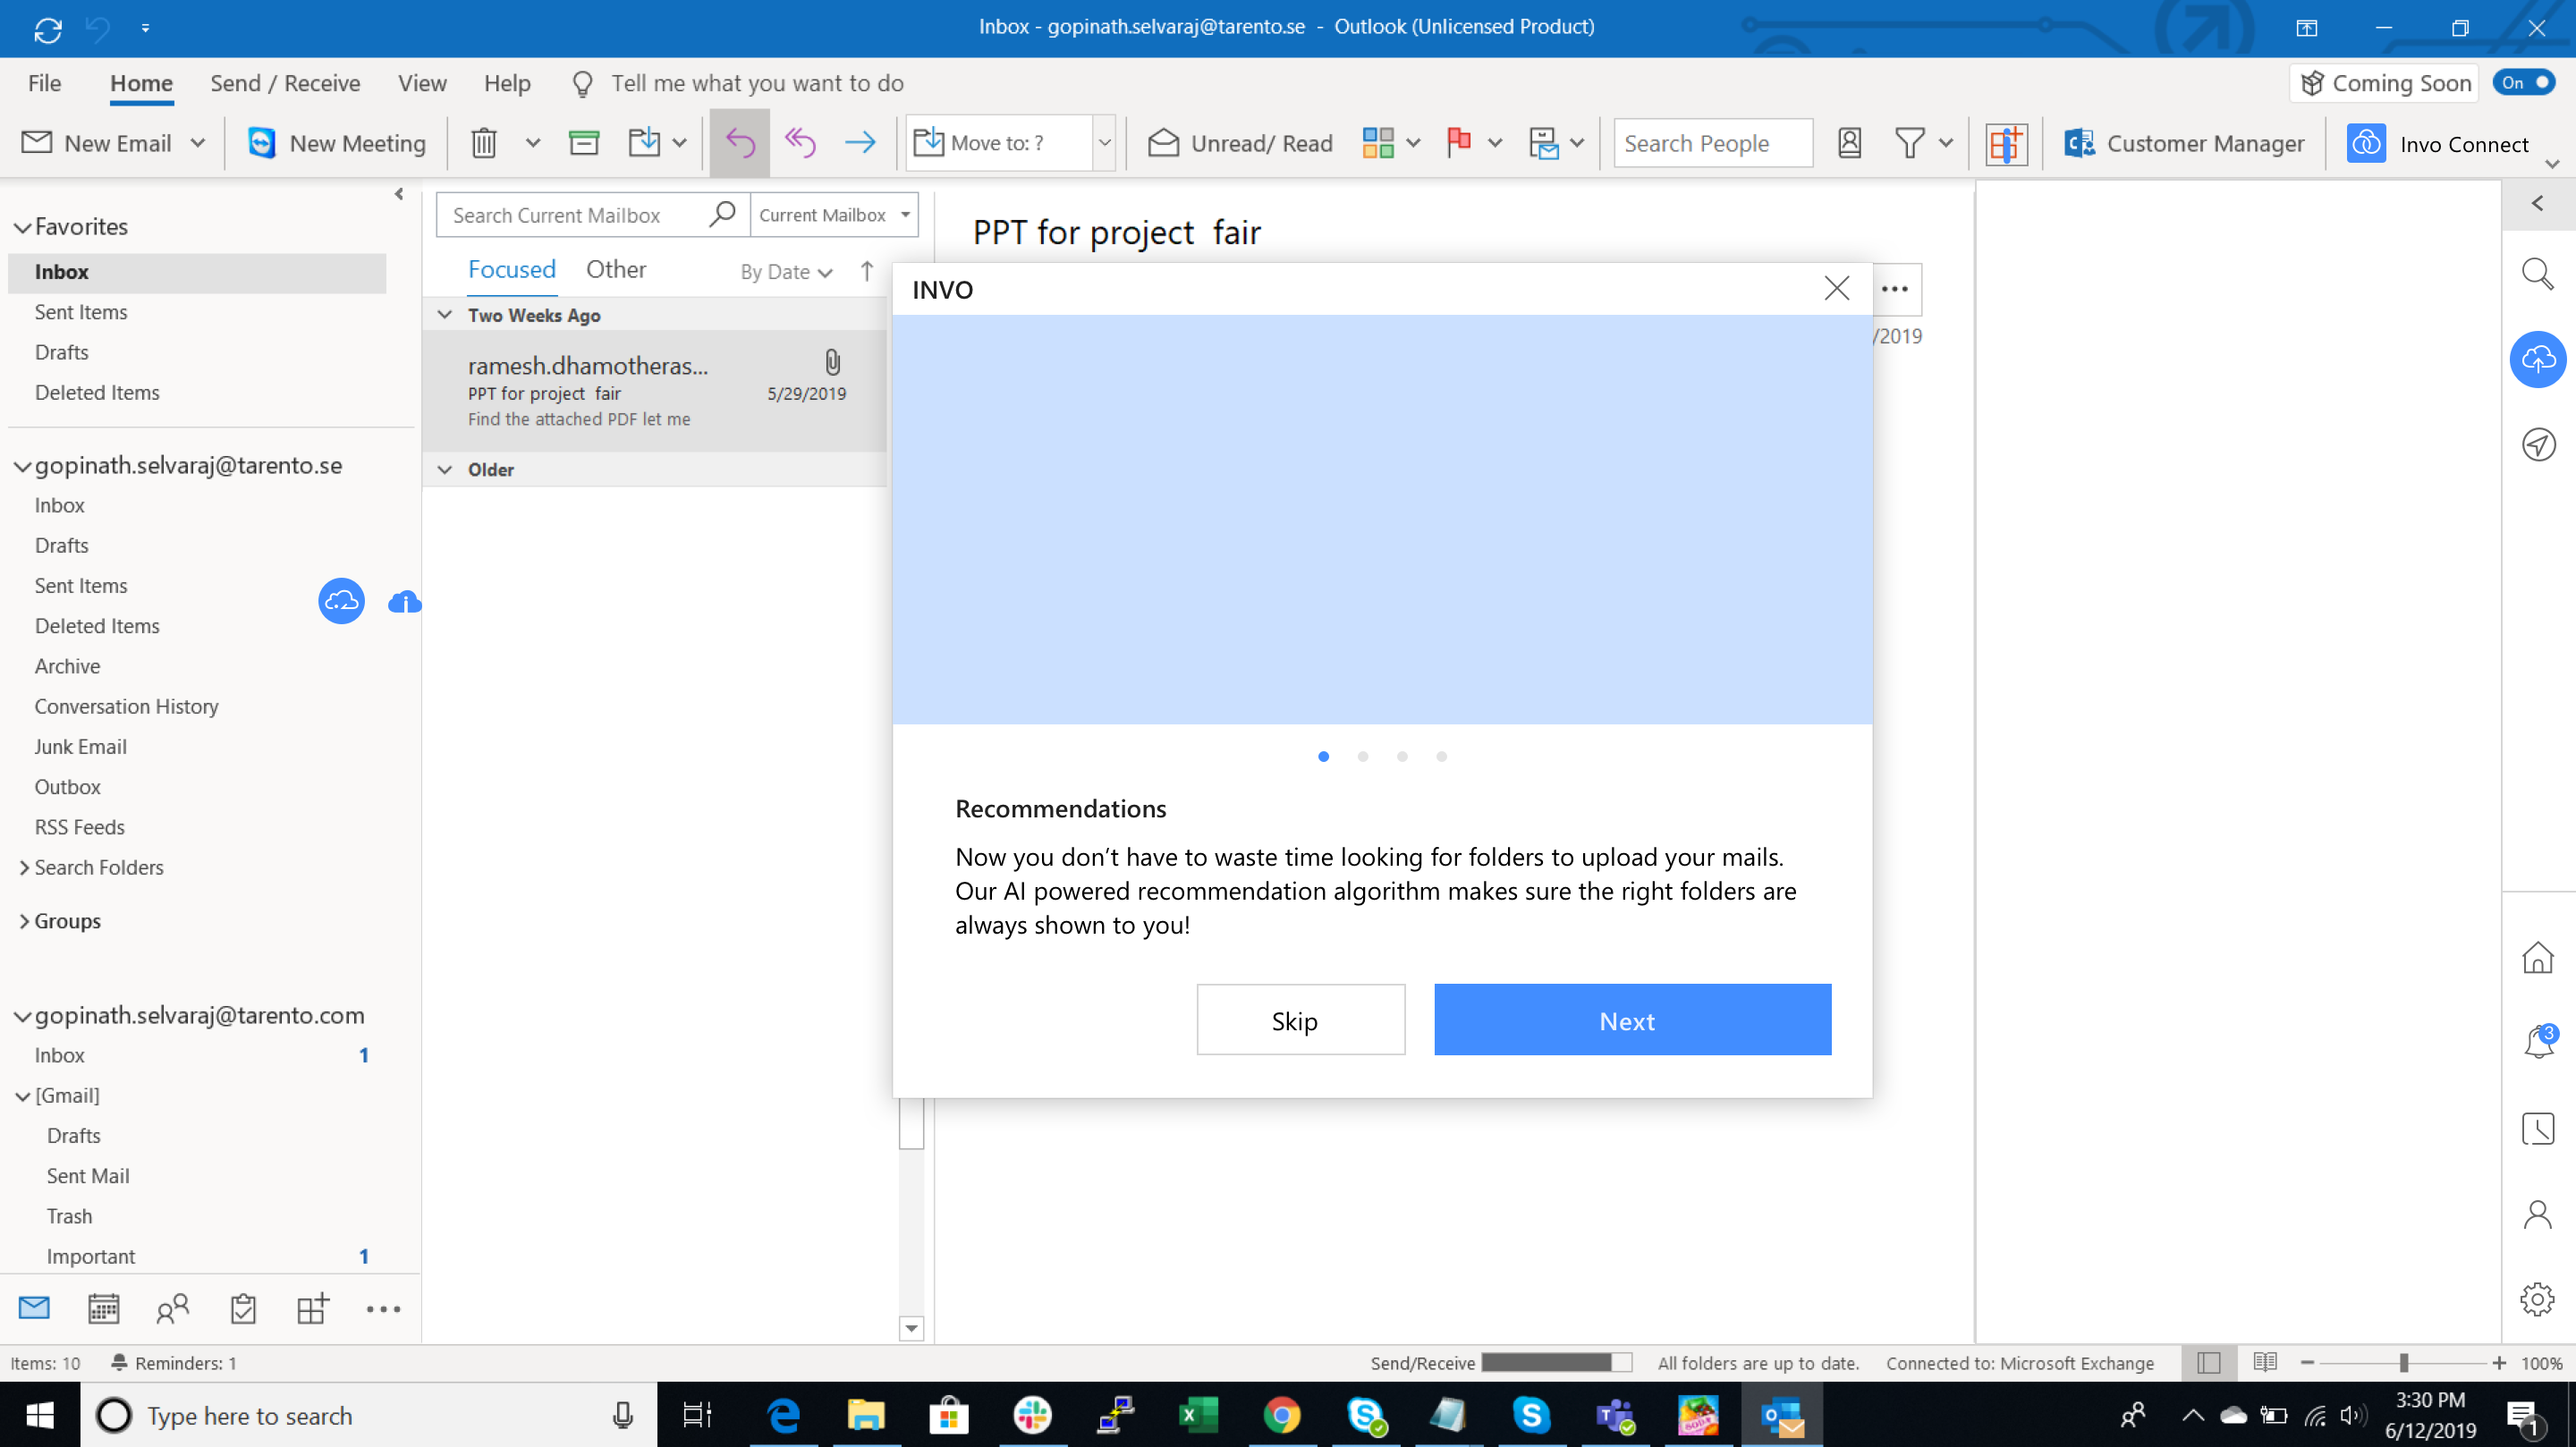 Inbox - gopinath.selvaraj@tarento.se - Outlook (Unlicensed Product)
File Home Send / Receive View Help Tell me what you want to do
Coming Soon On
New Email New Meeting Move to: ? Unread/ Read Search People Customer Manager Invo Connect
Favorites
Inbox
Sent Items
Drafts
Deleted Items
gopinath.selvaraj@tarento.se
Inbox
Drafts
Sent Items
Deleted Items
Archive
Conversation History
Junk Email
Outbox
RSS Feeds
Search Folders
Groups
gopinath.selvaraj@tarento.com
Inbox 1
[Gmail]
Drafts
Sent Mail
Trash
Important 1
Search Current Mailbox Current Mailbox
Focused Other By Date
Two Weeks Ago
ramesh.dhamotheras...
PPT for project fair 5/29/2019
Find the attached PDF let me
Older
PPT for project fair
/2019
INVO
Recommendations
Now you don't have to waste time looking for folders to upload your mails.
Our AI powered recommendation algorithm makes sure the right folders are
always shown to you!
Skip Next
3
Items: 10 Reminders: 1 Send/Receive All folders are up to date. Connected to: Microsoft Exchange 100%
Type here to search
3:30 PM
6/12/2019
1